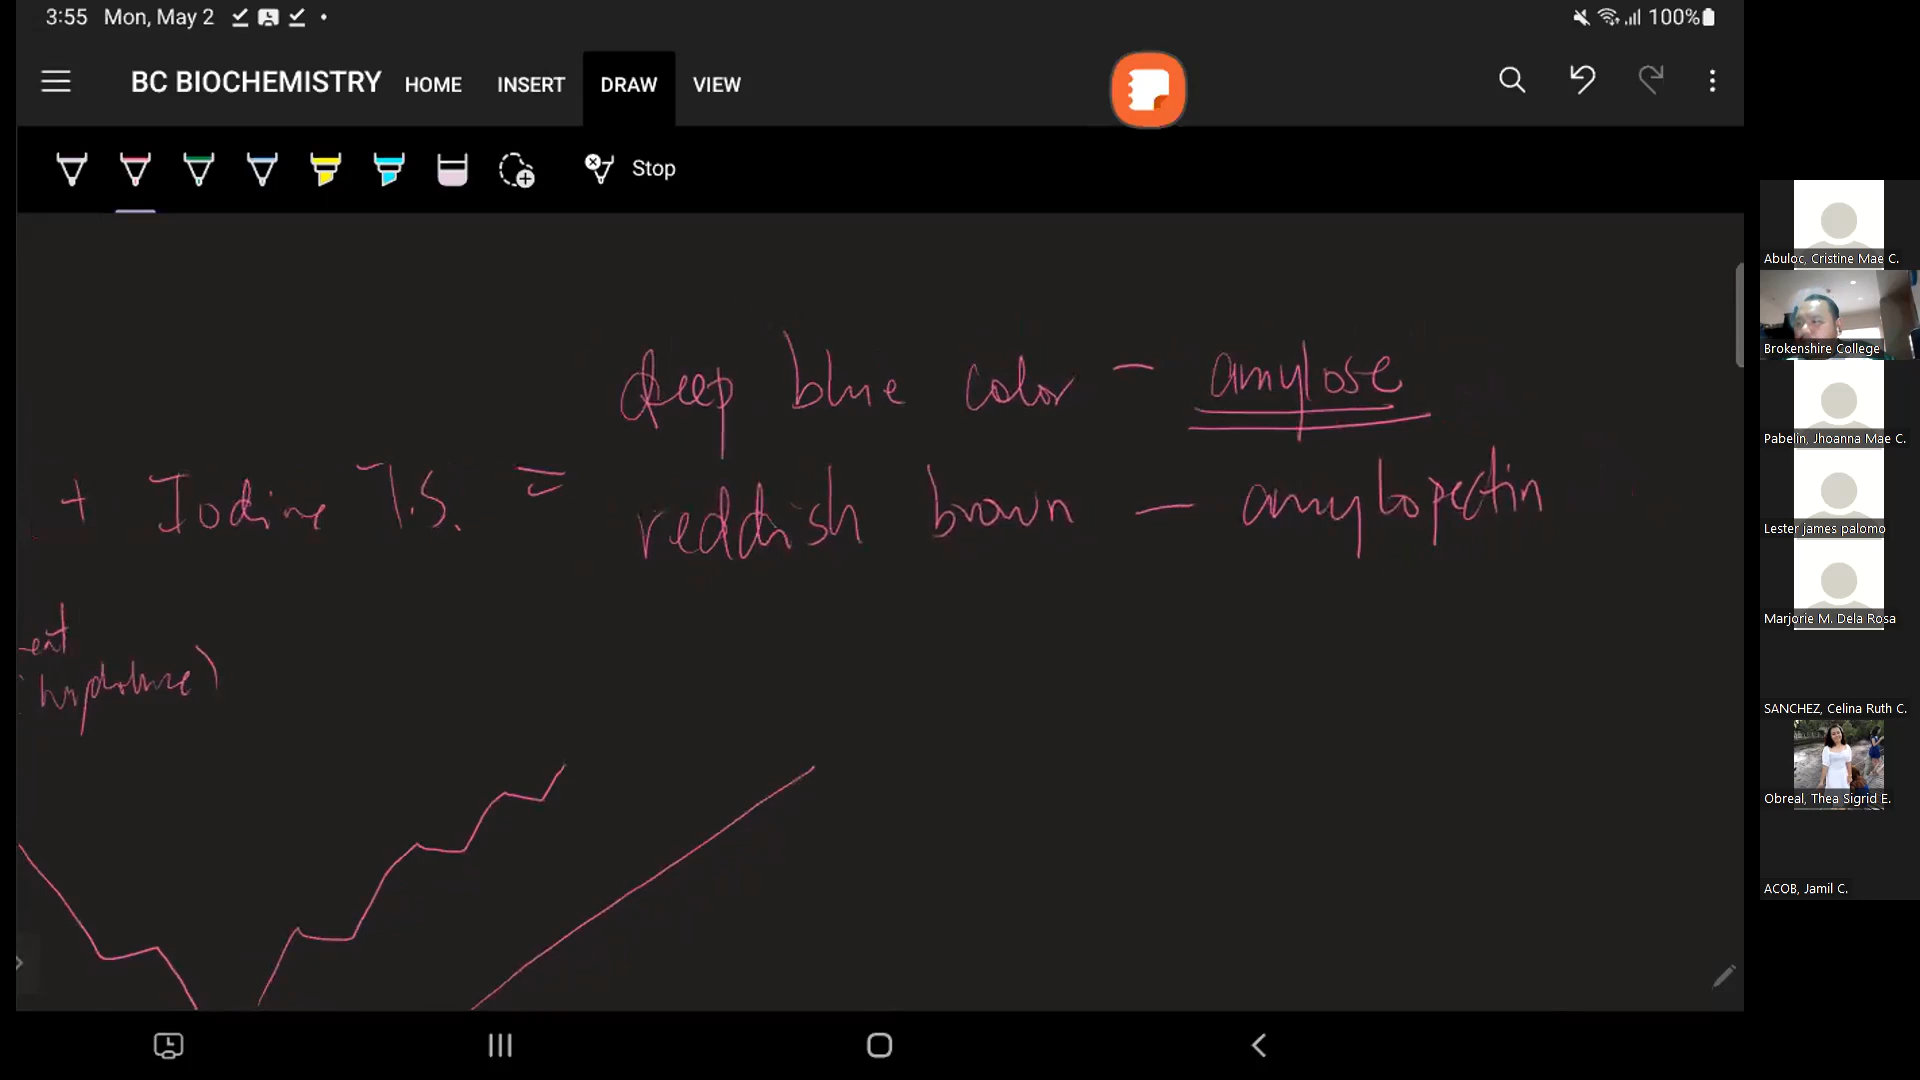 3:55 Mon, May 2
100%
BC BIOCHEMISTRY HOME INSERT DRAW VIEW
Stop
deep blue color - amylose
+ Iodine T.S. = reddish brown - amylopectin
Abuloc, Cristine Mae C.
Brokenshire College
Pabelin, Jhoanna Mae C.
Lester james palomo
Marjorie M. Dela Rosa
SANCHEZ, Celina Ruth C.
Obreal, Thea Sigrid E.
ACOB, Jamil C.